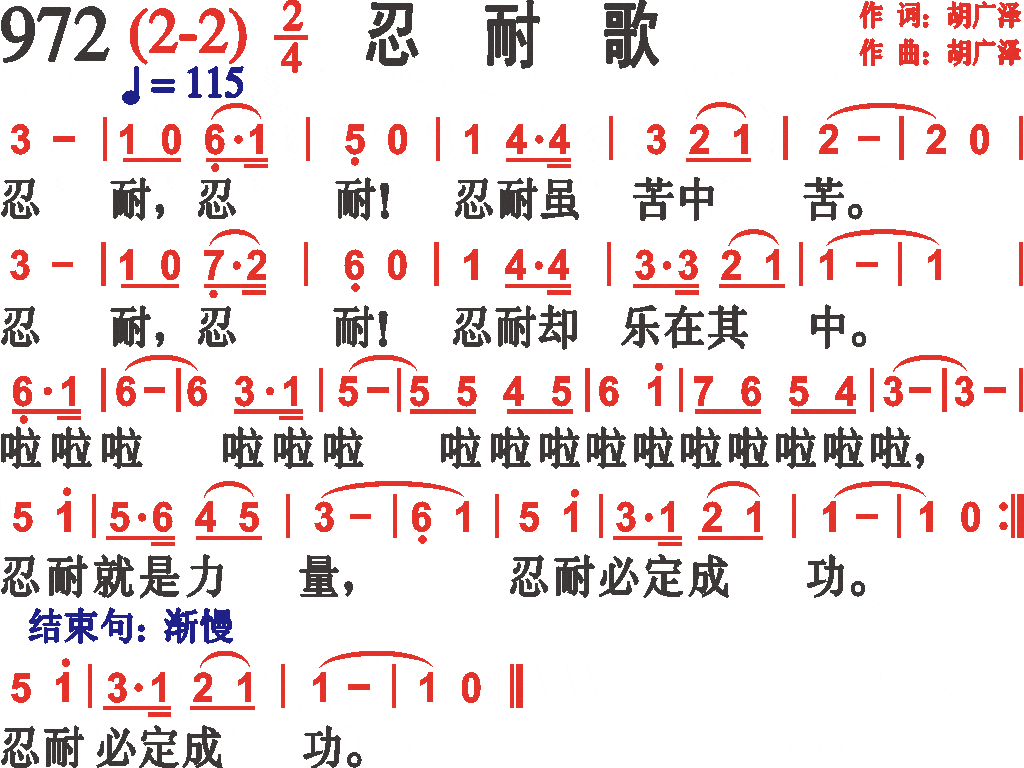 972 (2-2) 2/4 忍 耐 歌 作 词：胡广泽
♩= 115 作 曲：胡广泽
3 - | 1 0 6̣·1 | 5̣ 0 | 1 4·4 | 3 2 1 | 2 - | 2 0 |
忍 耐，忍 耐！ 忍耐虽 苦中 苦。
3 - | 1 0 7̣·2 | 6̣ 0 | 1 4·4 | 3·3 2 1 | 1 - | 1 |
忍 耐，忍 耐！ 忍耐却 乐在其 中。
6̣·1 | 6 - | 6 3·1 | 5 - | 5 5 4 5 | 6 1̇ | 7 6 5 4 | 3 - | 3 - |
啦啦啦 啦啦啦 啦啦啦啦啦啦啦啦啦啦，
5 1̇ | 5·6 4 5 | 3 - | 6̣ 1 | 5 1̇ | 3·1 2 1 | 1 - | 1 0 :‖
忍耐就是力 量， 忍耐必定成 功。
结束句：渐慢
5 1̇ | 3·1 2 1 | 1 - | 1 0 ‖
忍耐 必定成 功。